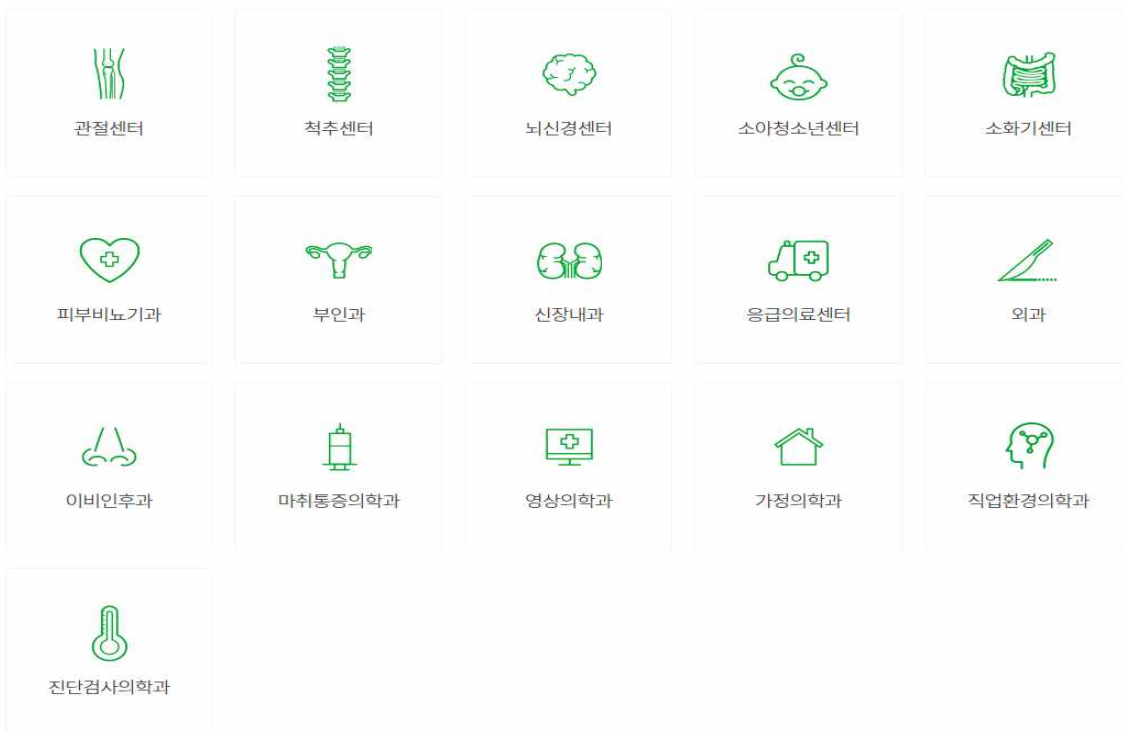 관절센터
척추센터
뇌신경센터
소아청소년센터
소화기센터
피부비뇨기과
부인과
신장내과
응급의료센터
외과
이비인후과
마취통증의학과
영상의학과
가정의학과
직업환경의학과
진단검사의학과